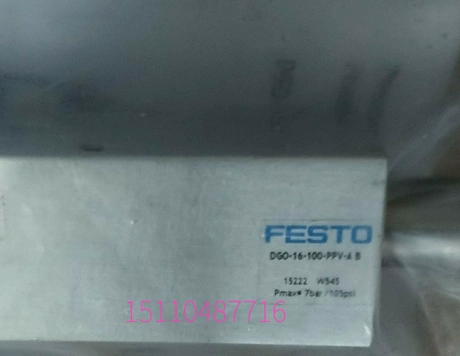 FESTO
DGO-16-100-PPV-A B
15222 W545
Pmax= 7bar /105psi
15110487716